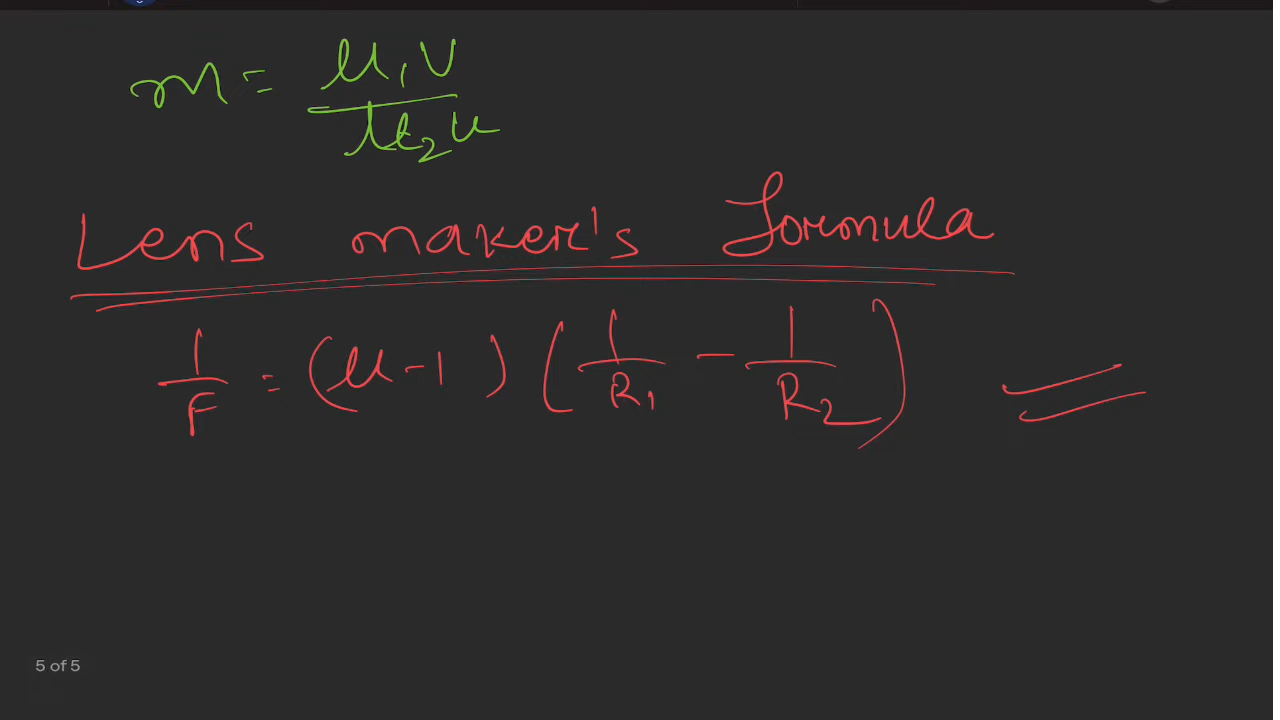 m = μ₁v / μ₂u
Lens maker's Formula
1/F = (μ-1) (1/R₁ - 1/R₂)
5 of 5